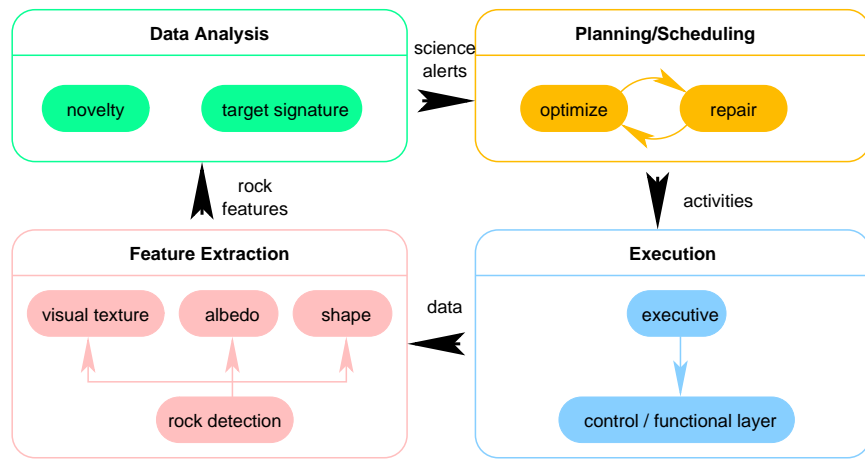 Data Analysis
novelty
target signature
science
alerts
Planning/Scheduling
optimize
repair
rock
features
activities
Feature Extraction
visual texture
albedo
shape
rock detection
data
Execution
executive
control / functional layer